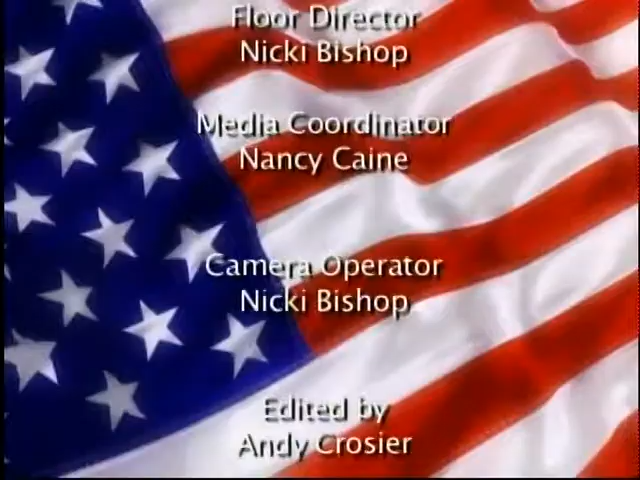 Floor Director
Nicki Bishop
Media Coordinator
Nancy Caine
Camera Operator
Nicki Bishop
Edited by
Andy Crosier